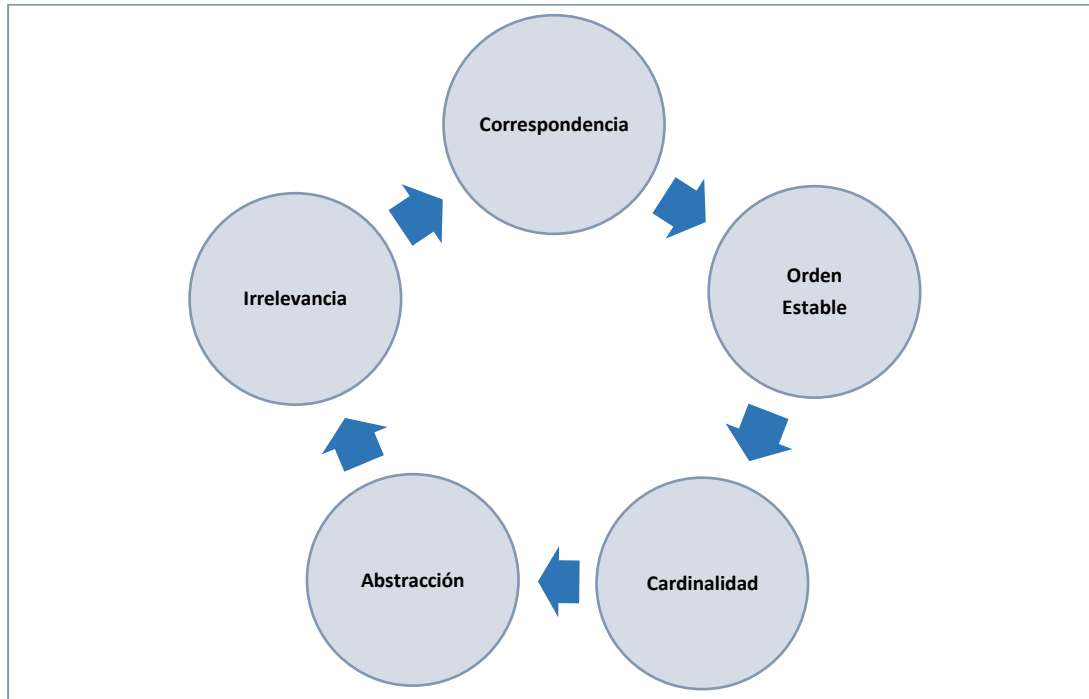 Correspondencia
Orden
Estable
Cardinalidad
Abstracción
Irrelevancia